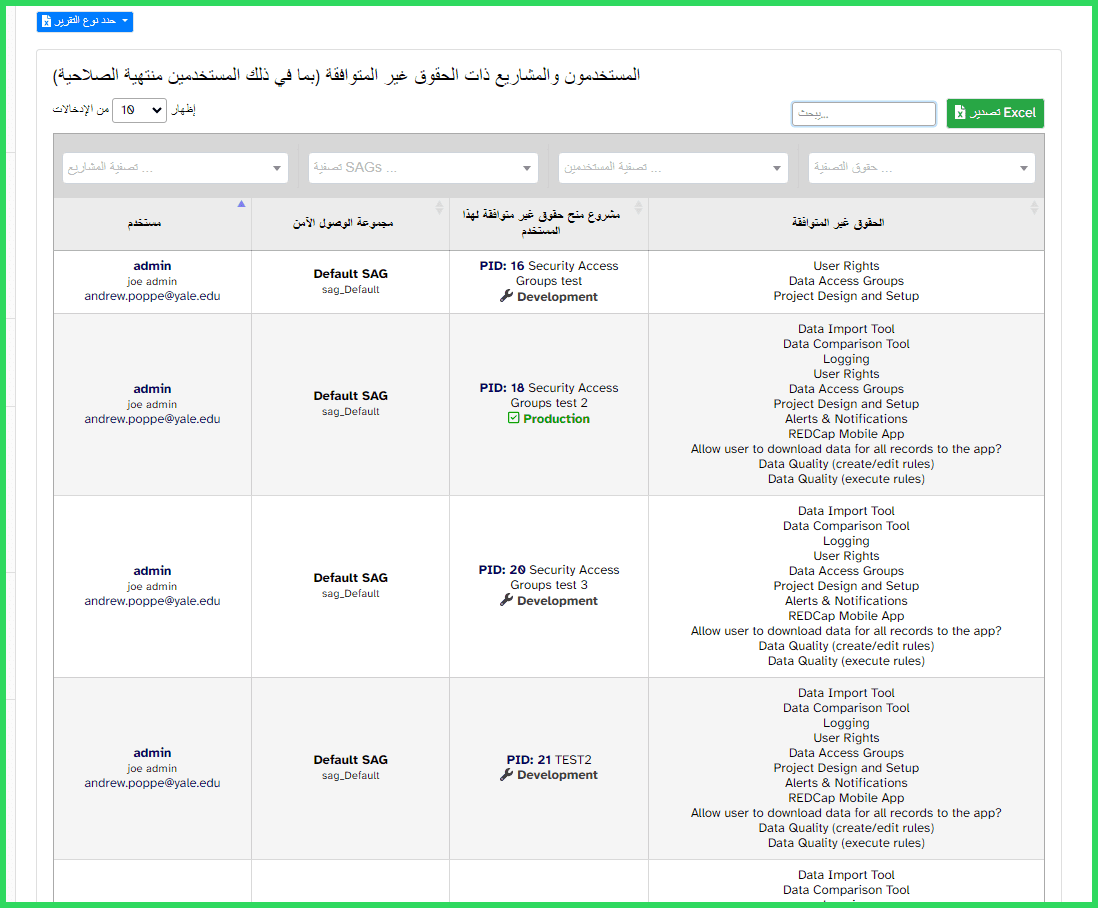 حدد نوع التقرير
المستخدمون والمشاريع ذات الحقوق غير المتوافقة (بما في ذلك المستخدمين منتهية الصلاحية)
إظهار 10 من الإدخالات
يبحث...
Excel تصدير
تصفية المشاريع ...
تصفية SAGs ...
تصفية المستخدمين ...
حقوق التصفية ...
مستخدم
مجموعة الوصول الآمن
مشروع منح حقوق غير متوافقة لهذا
المستخدم
الحقوق غير المتوافقة
admin
joe admin
andrew.poppe@yale.edu
Default SAG
sag_Default
PID: 16 Security Access
Groups test
Development
User Rights
Data Access Groups
Project Design and Setup
admin
joe admin
andrew.poppe@yale.edu
Default SAG
sag_Default
PID: 18 Security Access
Groups test 2
Production
Data Import Tool
Data Comparison Tool
Logging
User Rights
Data Access Groups
Project Design and Setup
Alerts & Notifications
REDCap Mobile App
Allow user to download data for all records to the app?
Data Quality (create/edit rules)
Data Quality (execute rules)
admin
joe admin
andrew.poppe@yale.edu
Default SAG
sag_Default
PID: 20 Security Access
Groups test 3
Development
Data Import Tool
Data Comparison Tool
Logging
User Rights
Data Access Groups
Project Design and Setup
Alerts & Notifications
REDCap Mobile App
Allow user to download data for all records to the app?
Data Quality (create/edit rules)
Data Quality (execute rules)
admin
joe admin
andrew.poppe@yale.edu
Default SAG
sag_Default
PID: 21 TEST2
Development
Data Import Tool
Data Comparison Tool
Logging
User Rights
Data Access Groups
Project Design and Setup
Alerts & Notifications
REDCap Mobile App
Allow user to download data for all records to the app?
Data Quality (create/edit rules)
Data Quality (execute rules)
Data Import Tool
Data Comparison Tool